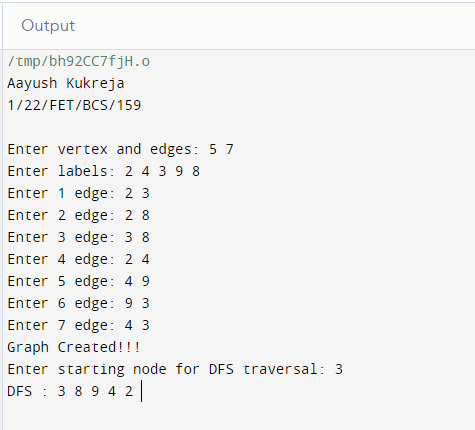 Output
/tmp/bh92CC7fjH.o
Aayush Kukreja
1/22/FET/BCS/159
Enter vertex and edges: 5 7
Enter labels: 2 4 3 9 8
Enter 1 edge: 2 3
Enter 2 edge: 2 8
Enter 3 edge: 3 8
Enter 4 edge: 2 4
Enter 5 edge: 4 9
Enter 6 edge: 9 3
Enter 7 edge: 4 3
Graph Created!!!
Enter starting node for DFS traversal: 3
DFS : 3 8 9 4 2